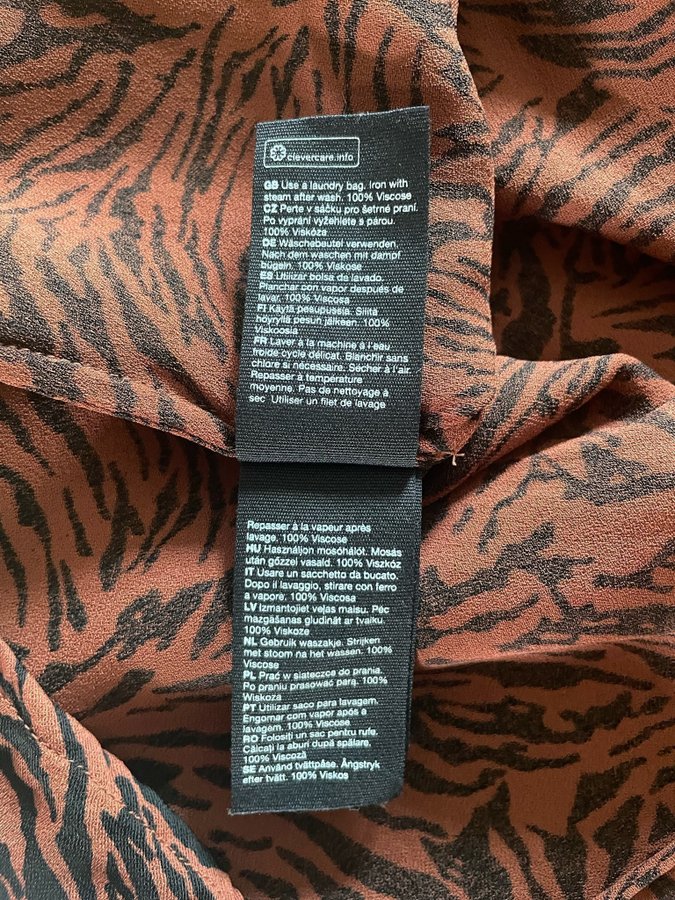 clevercare.info
GB Use a laundry bag. Iron with
steam after wash. 100% Viscose
CZ Perte v sáčku pro šetrné praní.
Po vyprání vyžehlete s párou.
100% Viskóza
DE Wäschebeutel verwenden.
Nach dem waschen mit dampf
bügeln. 100% Viskose
ES Utilizar bolsa de lavado.
Planchar con vapor después de
lavar. 100% Viscosa
FI Käytä pesupussia. Silitä
höyryllä pesun jälkeen. 100%
Viskoosia
FR Laver à la machine à l'eau
froide cycle délicat. Blanchir sans
chlore si nécessaire. Sécher à l'air.
Repasser à température
moyenne. Pas de nettoyage à
sec Utiliser un filet de lavage
Repasser à la vapeur après
lavage. 100% Viscose
HU Használjon mosóhálót. Mosás
után gőzzel vasald. 100% Viszkóz
IT Usare un sacchetto da bucato.
Dopo il lavaggio, stirare con ferro
a vapore. 100% Viscosa
LV Izmantojiet veļas maisu. Pēc
mazgāšanas gludināt ar tvaiku.
100% Viskoze
NL Gebruik waszakje. Strijken
met stoom na het wassen. 100%
Viscose
PL Prać w siateczce do prania.
Po praniu prasować parą. 100%
Wiskoza
PT Utilizar saco para lavagem.
Engomar com vapor após a
lavagem. 100% Viscose
RO Folosiți un sac pentru rufe.
Călcați la aburi după spălare.
100% Viscoză
SE Använd tvättpåse. Ångstryk
efter tvätt. 100% Viskos